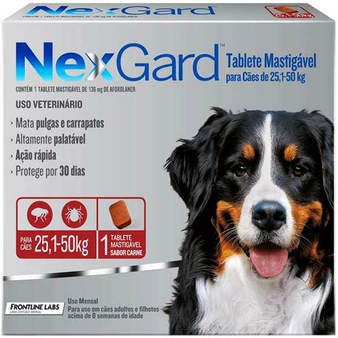 NexGard™
Tablete Mastigável
para Cães de 25,1-50 kg
CONTÉM 1 TABLETE MASTIGÁVEL DE 136 mg DE AFOXOLANER
USO VETERINÁRIO
• Mata pulgas e carrapatos
• Altamente palatável
• Ação rápida
• Protege por 30 dias
PARA CÃES
25,1-50kg
1
TABLETE
MASTIGÁVEL
SABOR CARNE
FRONTLINE LABS
Uso Mensal
Para uso em cães adultos e filhotes
acima de 8 semanas de idade